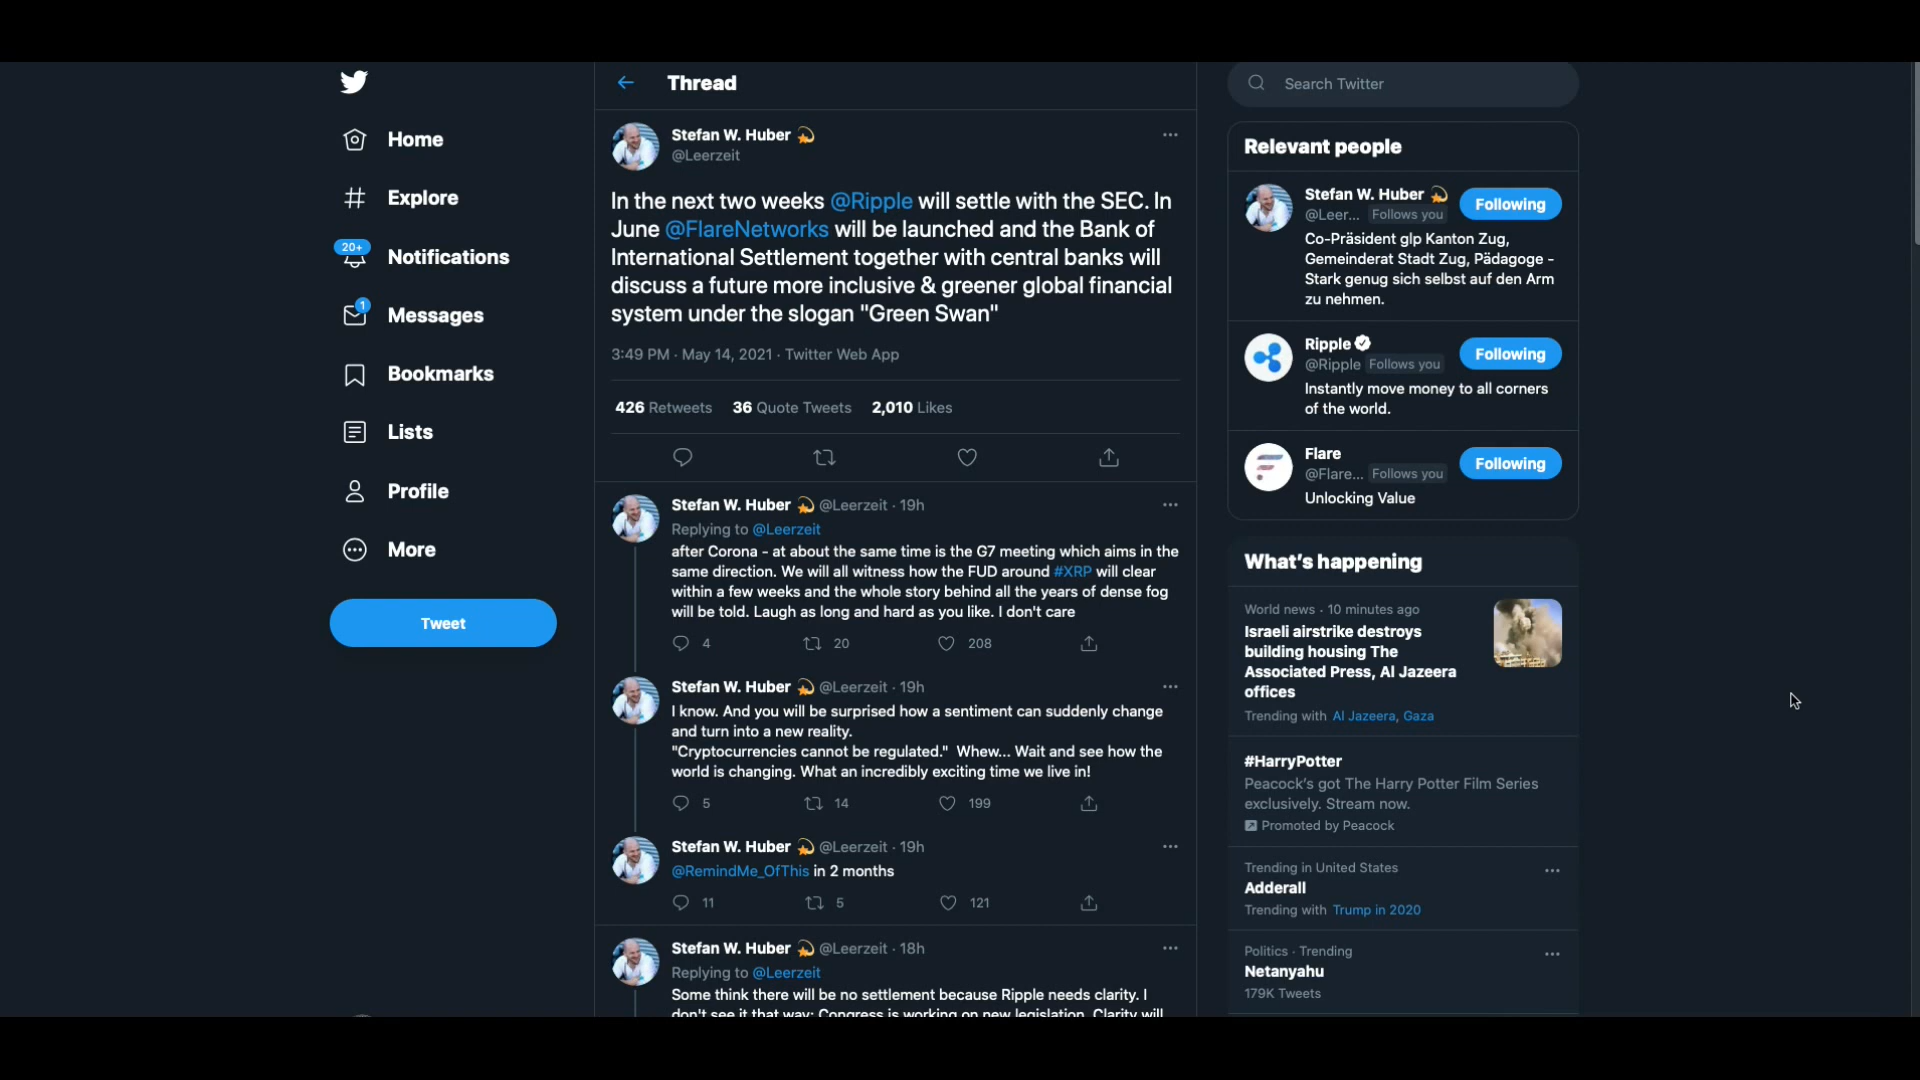 Home
Explore
20+
Notifications
1
Messages
Bookmarks
Lists
Profile
More
Tweet
Thread
Stefan W. Huber
@Leerzeit
In the next two weeks @Ripple will settle with the SEC. In
June @FlareNetworks will be launched and the Bank of
International Settlement together with central banks will
discuss a future more inclusive & greener global financial
system under the slogan "Green Swan"
3:49 PM · May 14, 2021 · Twitter Web App
426 Retweets 36 Quote Tweets 2,010 Likes
Stefan W. Huber @Leerzeit · 19h
Replying to @Leerzeit
after Corona - at about the same time is the G7 meeting which aims in the
same direction. We will all witness how the FUD around #XRP will clear
within a few weeks and the whole story behind all the years of dense fog
will be told. Laugh as long and hard as you like. I don't care
4 20 208
Stefan W. Huber @Leerzeit · 19h
I know. And you will be surprised how a sentiment can suddenly change
and turn into a new reality.
"Cryptocurrencies cannot be regulated." Whew... Wait and see how the
world is changing. What an incredibly exciting time we live in!
5 14 199
Stefan W. Huber @Leerzeit · 19h
@RemindMe_OfThis in 2 months
11 5 121
Stefan W. Huber @Leerzeit · 18h
Replying to @Leerzeit
Some think there will be no settlement because Ripple needs clarity. I
don't see it that way: Congress is working on new legislation. Clarity will
Search Twitter
Relevant people
Stefan W. Huber
@Leer... Follows you
Following
Co-Präsident glp Kanton Zug,
Gemeinderat Stadt Zug, Pädagoge -
Stark genug sich selbst auf den Arm
zu nehmen.
Ripple
@Ripple Follows you
Following
Instantly move money to all corners
of the world.
Flare
@Flare... Follows you
Following
Unlocking Value
What's happening
World news · 10 minutes ago
Israeli airstrike destroys
building housing The
Associated Press, Al Jazeera
offices
Trending with Al Jazeera, Gaza
#HarryPotter
Peacock's got The Harry Potter Film Series
exclusively. Stream now.
Promoted by Peacock
Trending in United States
Adderall
Trending with Trump in 2020
Politics · Trending
Netanyahu
179K Tweets